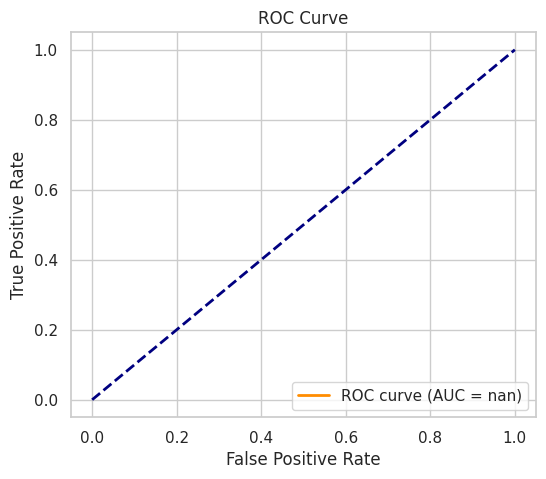 ROC Curve
1.0
0.8
0.6
0.4
0.2
0.0
True Positive Rate
ROC curve (AUC = nan)
0.0 0.2 0.4 0.6 0.8 1.0
False Positive Rate